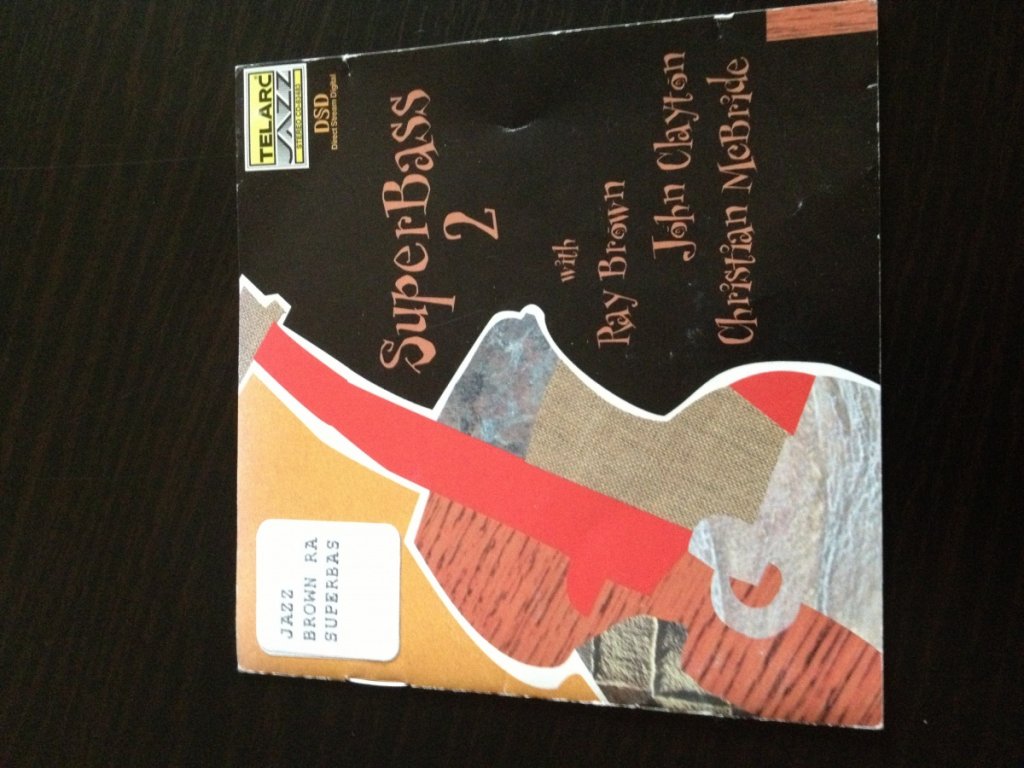 TELARC
JAZZ
DSD
Direct Stream Digital
SuperBass
2
with
Ray Brown
John Clayton
Christian McBride
JAZZ
BROWN RA
SUPERBAS